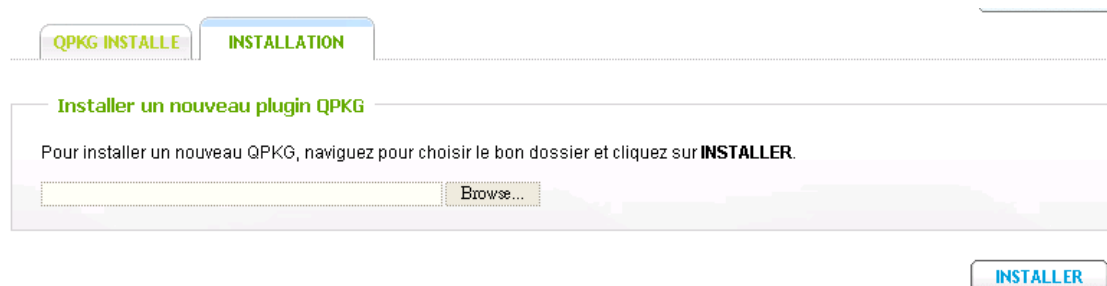 QPKG INSTALLE
INSTALLATION
Installer un nouveau plugin QPKG
Pour installer un nouveau QPKG, naviguez pour choisir le bon dossier et cliquez sur INSTALLER.
Browse...
INSTALLER